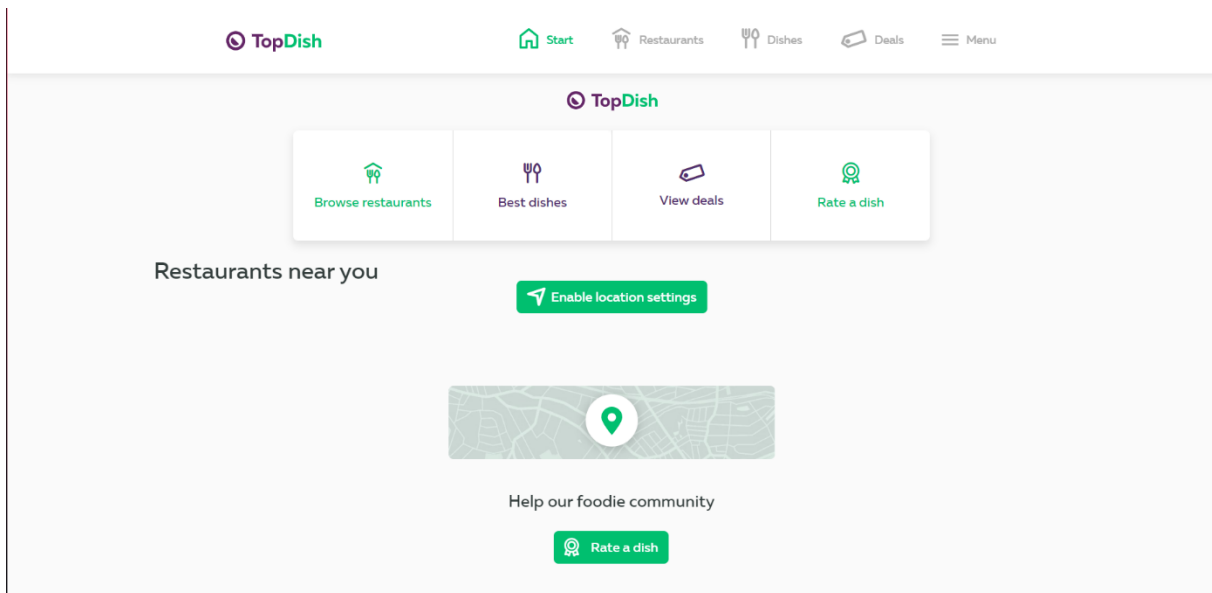 TopDish
Start
Restaurants
Dishes
Deals
Menu
TopDish
Browse restaurants
Best dishes
View deals
Rate a dish
Restaurants near you
Enable location settings
Help our foodie community
Rate a dish